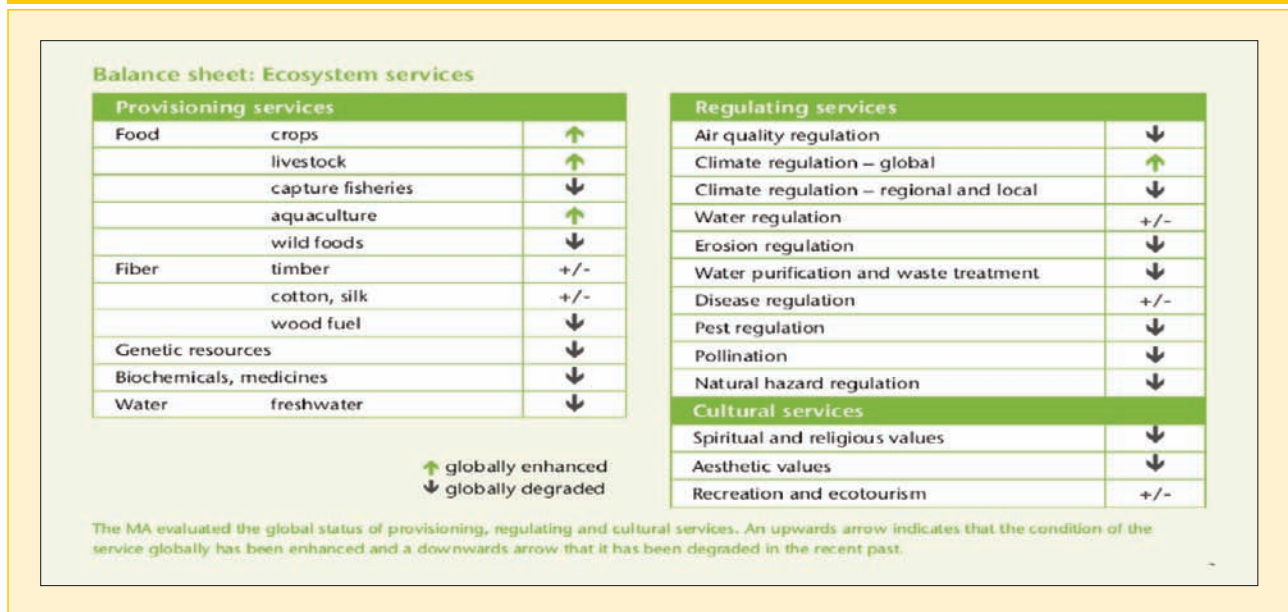 Balance sheet: Ecosystem services
Provisioning services
Food crops ↑
livestock ↑
capture fisheries ↓
aquaculture ↑
wild foods ↓
Fiber timber +/-
cotton, silk +/-
wood fuel ↓
Genetic resources ↓
Biochemicals, medicines ↓
Water freshwater ↓
↑ globally enhanced
↓ globally degraded
Regulating services
Air quality regulation ↓
Climate regulation – global ↑
Climate regulation – regional and local ↓
Water regulation +/-
Erosion regulation ↓
Water purification and waste treatment ↓
Disease regulation +/-
Pest regulation ↓
Pollination ↓
Natural hazard regulation ↓
Cultural services
Spiritual and religious values ↓
Aesthetic values ↓
Recreation and ecotourism +/-
The MA evaluated the global status of provisioning, regulating and cultural services. An upwards arrow indicates that the condition of the
service globally has been enhanced and a downwards arrow that it has been degraded in the recent past.